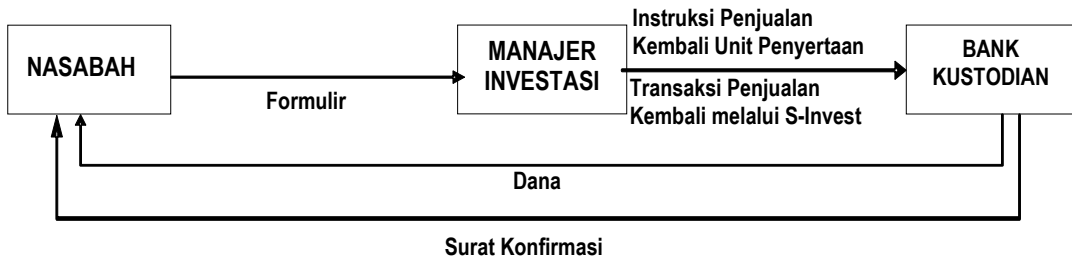 NASABAH
Formulir
MANAJER
INVESTASI
Instruksi Penjualan
Kembali Unit Penyertaan
Transaksi Penjualan
Kembali melalui S-Invest
BANK
KUSTODIAN
Dana
Surat Konfirmasi